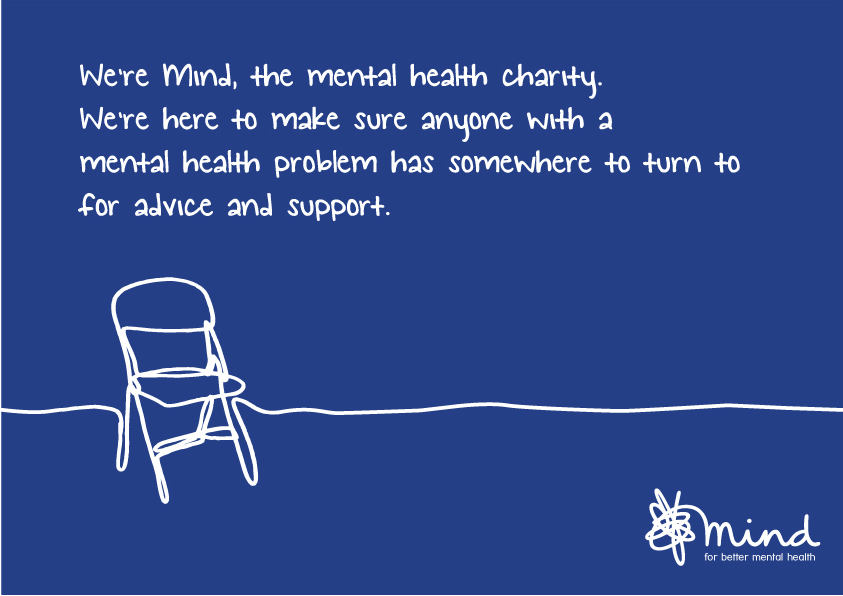 We're Mind, the mental health charity.
We're here to make sure anyone with a
mental health problem has somewhere to turn to
for advice and support.
mind
for better mental health